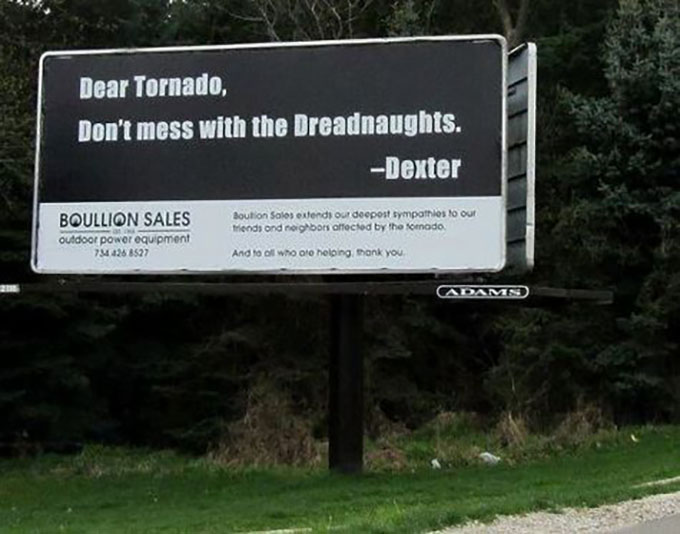 Dear Tornado,
Don't mess with the Dreadnaughts.
–Dexter
BOULLION SALES
outdoor power equipment
734.426.8527
Boullion Sales extends our deepest sympathies to our
friends and neighbors affected by the tornado.
And to all who are helping, thank you.
ADAMS